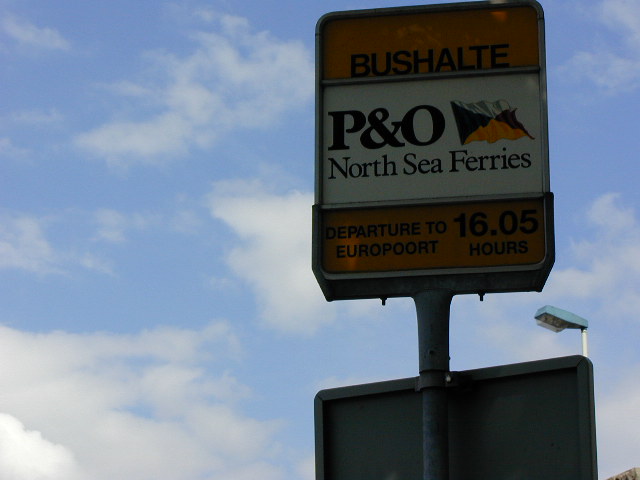 BUSHALTE
P&O
North Sea Ferries
DEPARTURE TO 16.05
EUROPOORT HOURS